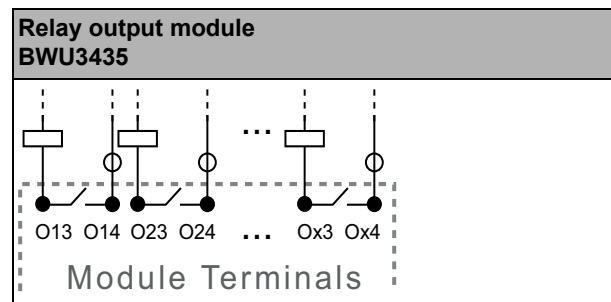 Relay output module
BWU3435
...
O13 O14 O23 O24 ... Ox3 Ox4
Module Terminals